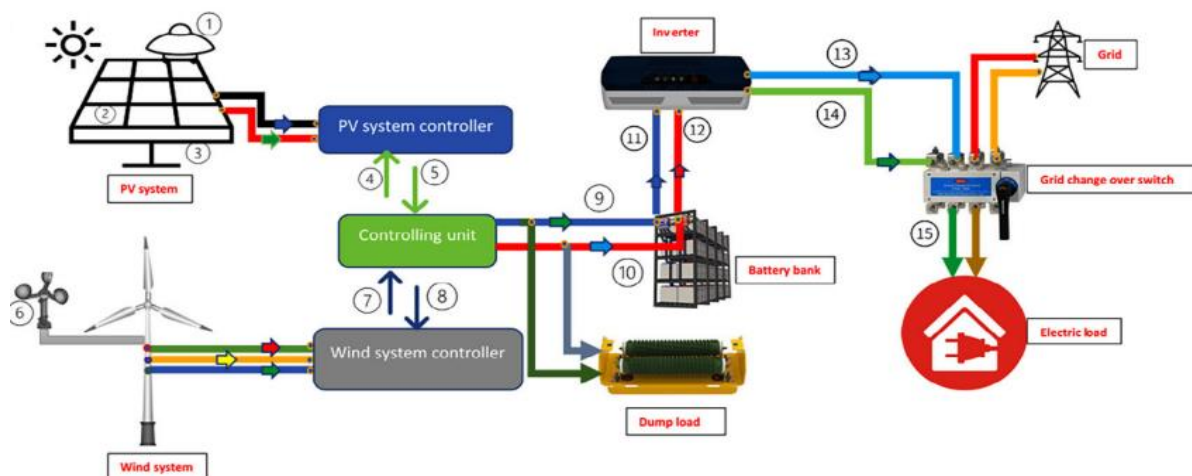 1
Inverter
13
Grid
2
PV system controller
11
12
14
3
PV system
4
5
Grid change over switch
9
15
Controlling unit
6
7
8
10
Battery bank
Wind system controller
Electric load
Dump load
Wind system